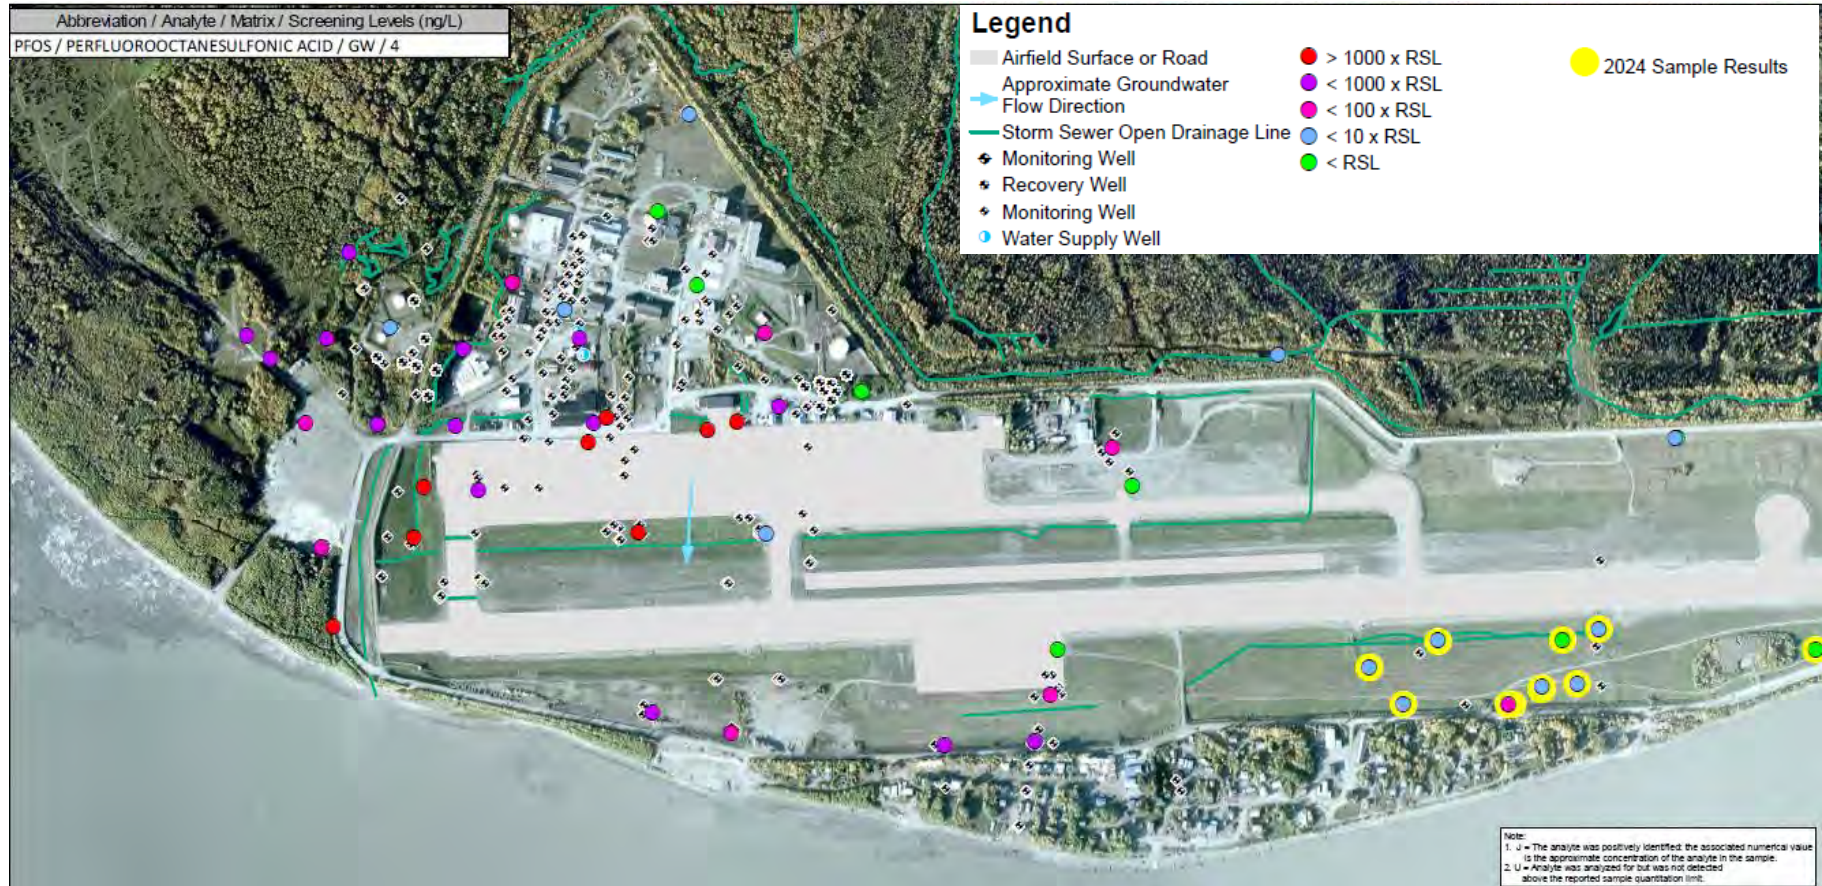 Abbreviation / Analyte / Matrix / Screening Levels (ng/L)
PFOS / PERFLUOROOCTANESULFONIC ACID / GW / 4
Legend
Airfield Surface or Road
Approximate Groundwater
Flow Direction
Storm Sewer Open Drainage Line
Monitoring Well
Recovery Well
Monitoring Well
Water Supply Well
> 1000 x RSL
< 1000 x RSL
< 100 x RSL
< 10 x RSL
< RSL
2024 Sample Results
Note:
1. J = The analyte was positively identified: the associated numerical value
is the approximate concentration of the analyte in the sample.
2. U = Analyte was analyzed for but was not detected
above the reported sample quantitation limit.